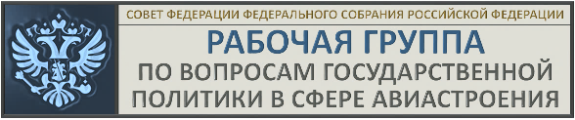 СОВЕТ ФЕДЕРАЦИИ ФЕДЕРАЛЬНОГО СОБРАНИЯ РОССИЙСКОЙ ФЕДЕРАЦИИ
РАБОЧАЯ ГРУППА
ПО ВОПРОСАМ ГОСУДАРСТВЕННОЙ
ПОЛИТИКИ В СФЕРЕ АВИАСТРОЕНИЯ